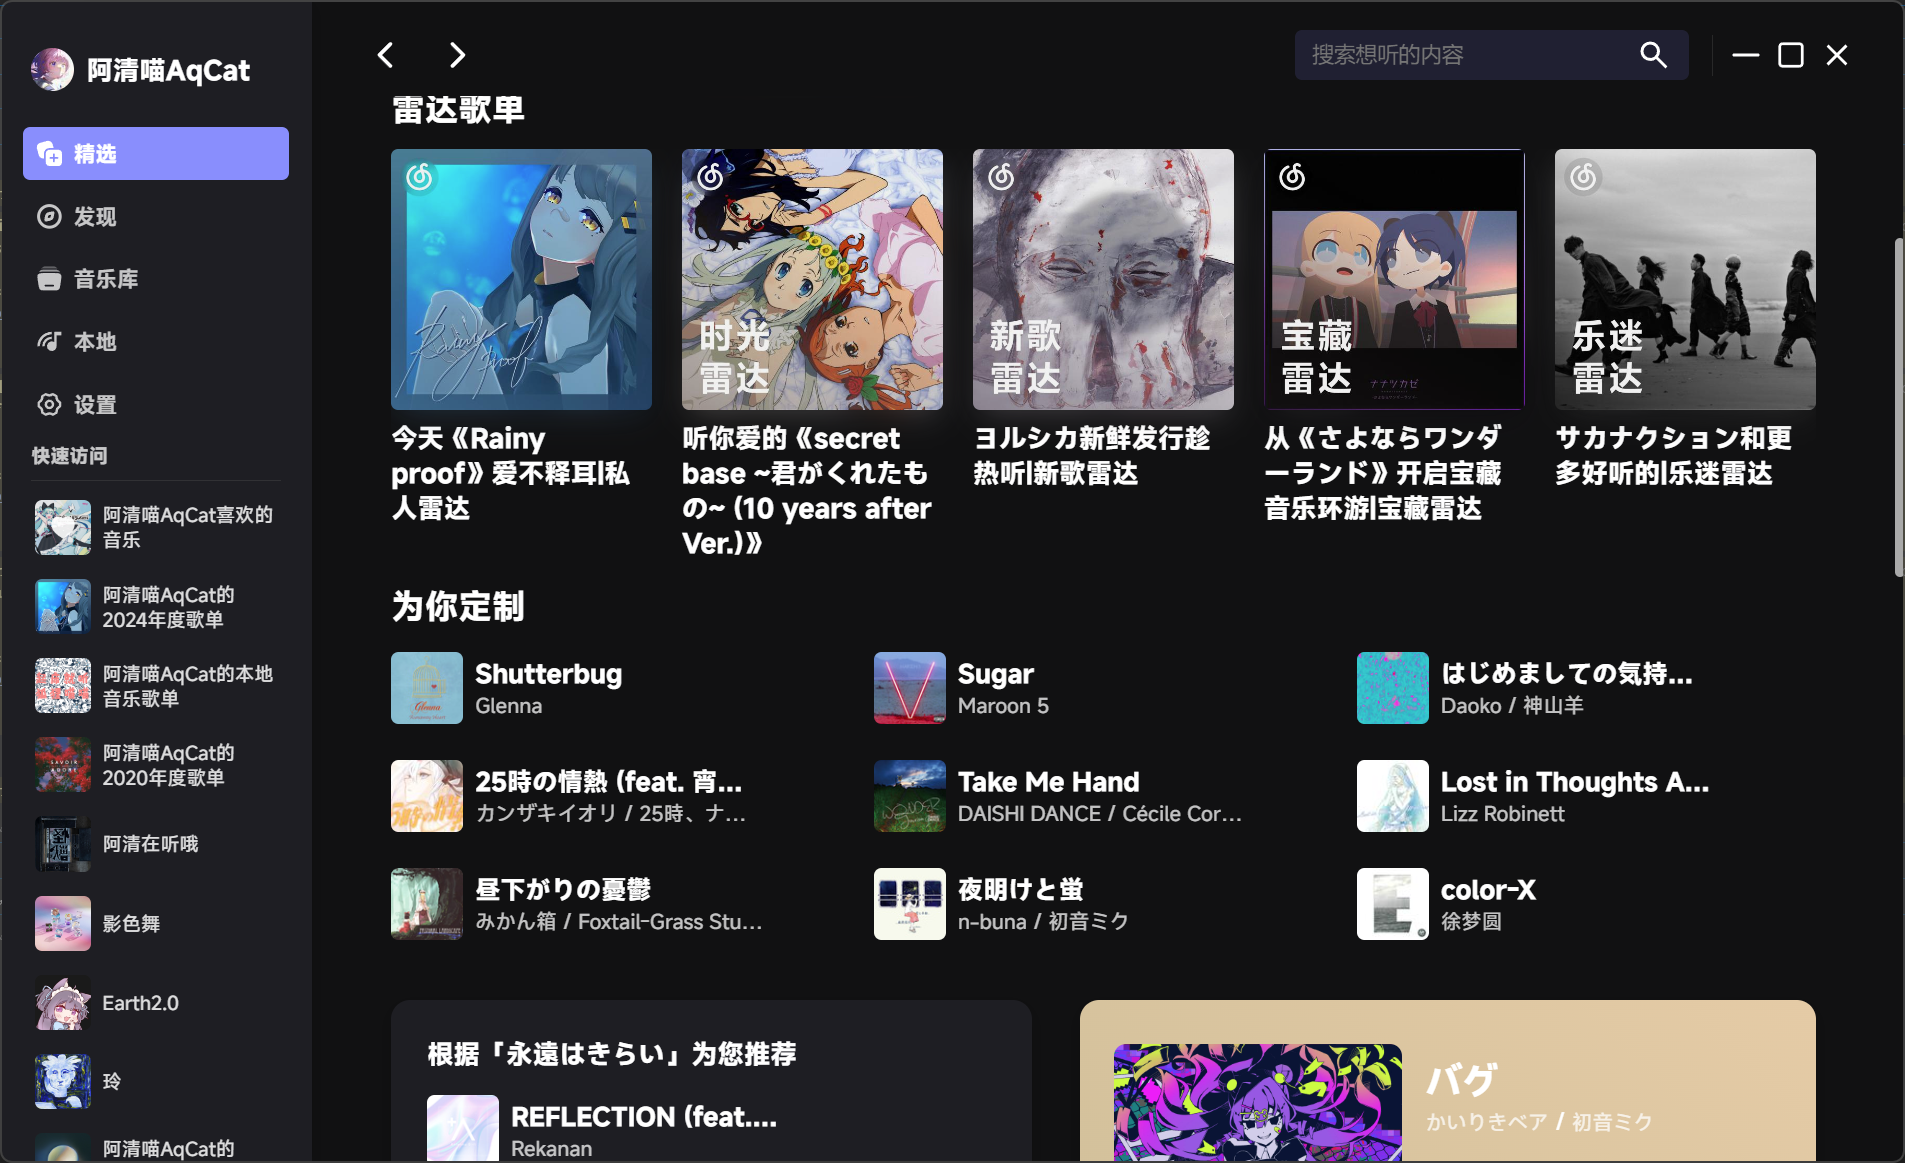 阿清喵AqCat
搜索想听的内容
精选
发现
音乐库
本地
设置
快速访问
阿清喵AqCat喜欢的
音乐
阿清喵AqCat的
2024年度歌单
阿清喵AqCat的本地
音乐歌单
阿清喵AqCat的
2020年度歌单
阿清在听哦
影色舞
Earth2.0
玲
阿清喵AqCat的
雷达歌单
Rainy
Proof
时光
雷达
新歌
雷达
宝藏
雷达
ナナツカゼ
乐迷
雷达
今天《Rainy
proof》爱不释耳|私
人雷达
听你爱的《secret
base ~君がくれたも
の~ (10 years after
Ver.)》
ヨルシカ新鲜发行趁
热听|新歌雷达
从《さよならワンダ
ーランド》开启宝藏
音乐环游|宝藏雷达
サカナクション和更
多好听的|乐迷雷达
为你定制
Shutterbug
Glenna
Sugar
Maroon 5
はじめましての気持...
Daoko / 神山羊
25時の情熱 (feat. 宵...
カンザキイオリ / 25時、ナ...
Take Me Hand
DAISHI DANCE / Cécile Cor...
Lost in Thoughts A...
Lizz Robinett
昼下がりの憂鬱
みかん箱 / Foxtail-Grass Stu...
夜明けと蛍
n-buna / 初音ミク
color-X
徐梦圆
根据「永遠はきらい」为您推荐
REFLECTION (feat....
Rekanan
バグ
かいりきベア / 初音ミク